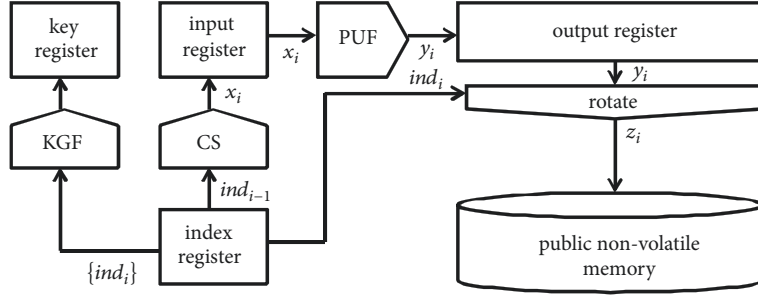 key
register
input
register
x_i
PUF
y_i
output register
x_i
ind_i
y_i
rotate
KGF
CS
z_i
ind_{i−1}
{ind_i}
index
register
public non-volatile
memory